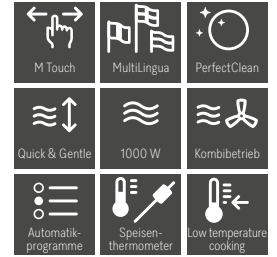 M Touch
MultiLingua
PerfectClean
Quick & Gentle
1000 W
Kombibetrieb
Automatik-
programme
Speisen-
thermometer
Low temperature
cooking